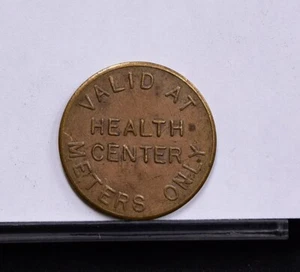 VALID AT
HEALTH
CENTER
METERS ONLY